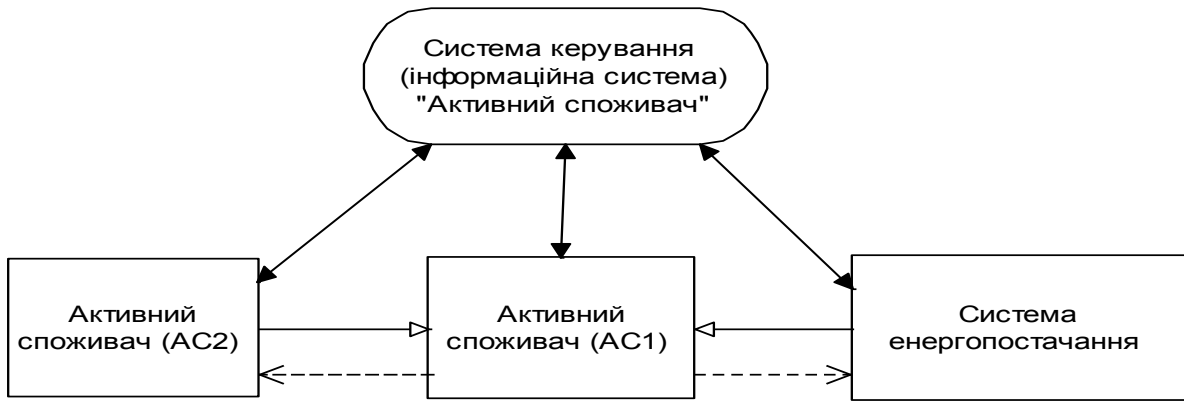 Система керування
(інформаційна система)
"Активний споживач"
Активний
споживач (АС2)
Активний
споживач (АС1)
Система
енергопостачання